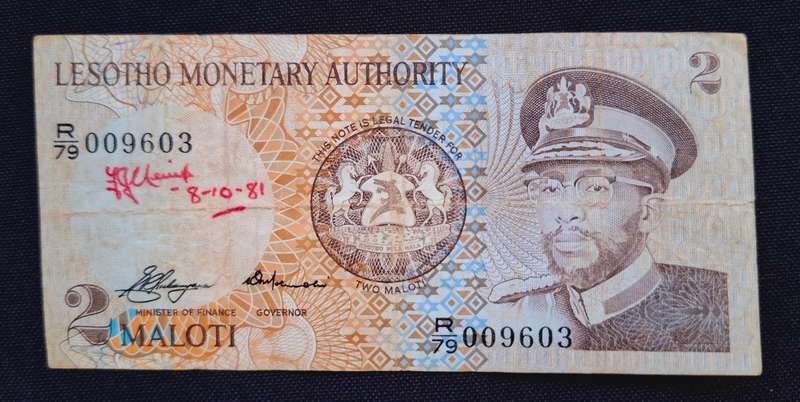 LESOTHO MONETARY AUTHORITY
2
R/79 009603
8-10-81
THIS NOTE IS LEGAL TENDER FOR
TWO MALOTI
MINISTER OF FINANCE GOVERNOR
2 MALOTI
R/79 009603